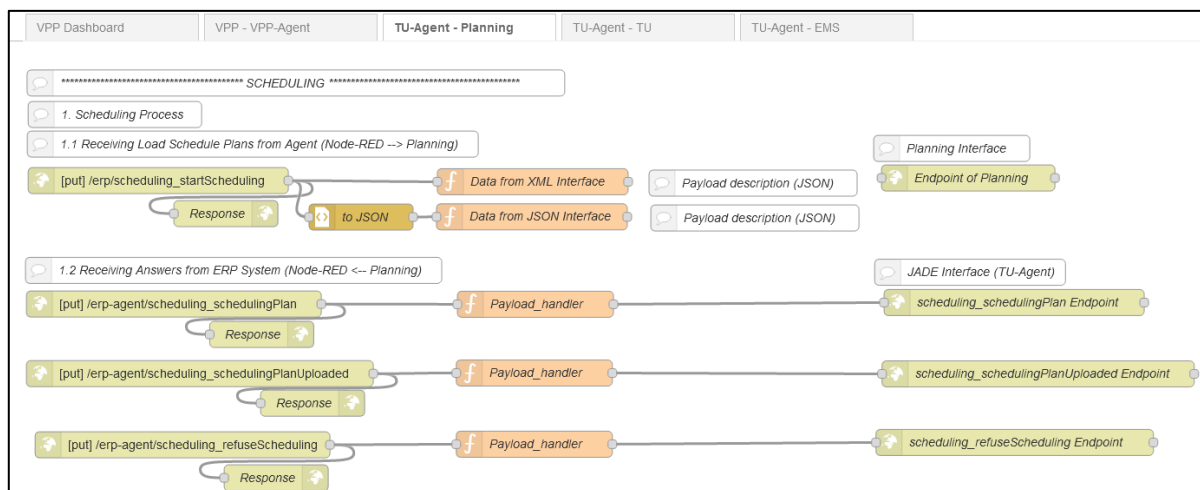 VPP Dashboard
VPP - VPP-Agent
TU-Agent - Planning
TU-Agent - TU
TU-Agent - EMS
****************************************** SCHEDULING ********************************************
1. Scheduling Process
1.1 Receiving Load Schedule Plans from Agent (Node-RED --> Planning)
Planning Interface
[put] /erp/scheduling_startScheduling
Data from XML Interface
Payload description (JSON)
Endpoint of Planning
Response
to JSON
Data from JSON Interface
Payload description (JSON)
1.2 Receiving Answers from ERP System (Node-RED <-- Planning)
JADE Interface (TU-Agent)
[put] /erp-agent/scheduling_schedulingPlan
Payload_handler
scheduling_schedulingPlan Endpoint
Response
[put] /erp-agent/scheduling_schedulingPlanUploaded
Payload_handler
scheduling_schedulingPlanUploaded Endpoint
Response
[put] /erp-agent/scheduling_refuseScheduling
Payload_handler
scheduling_refuseScheduling Endpoint
Response